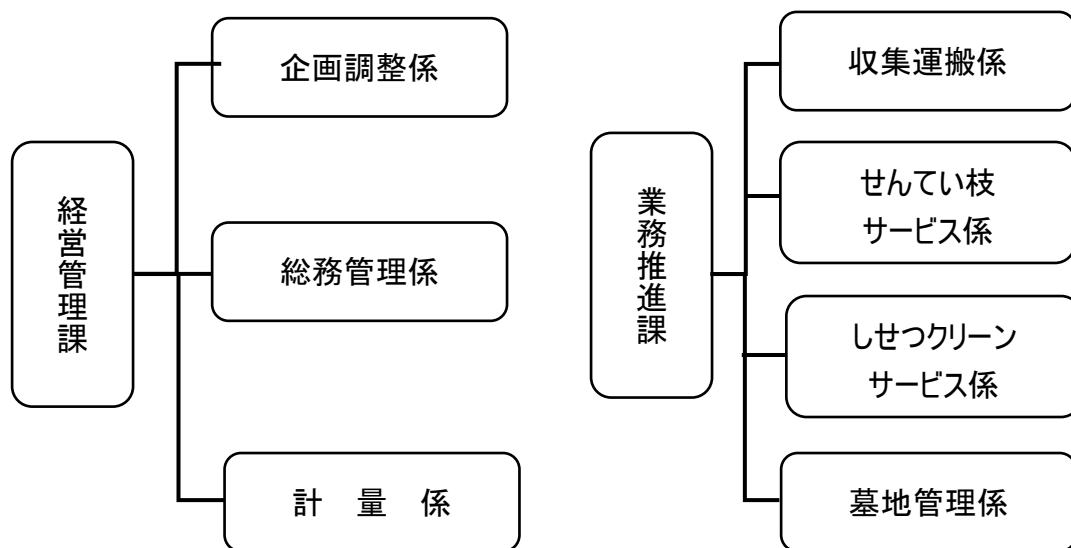 経営管理課
企画調整係
総務管理係
計　量　係
業務推進課
収集運搬係
せんてい枝
サービス係
しせつクリーン
サービス係
墓地管理係